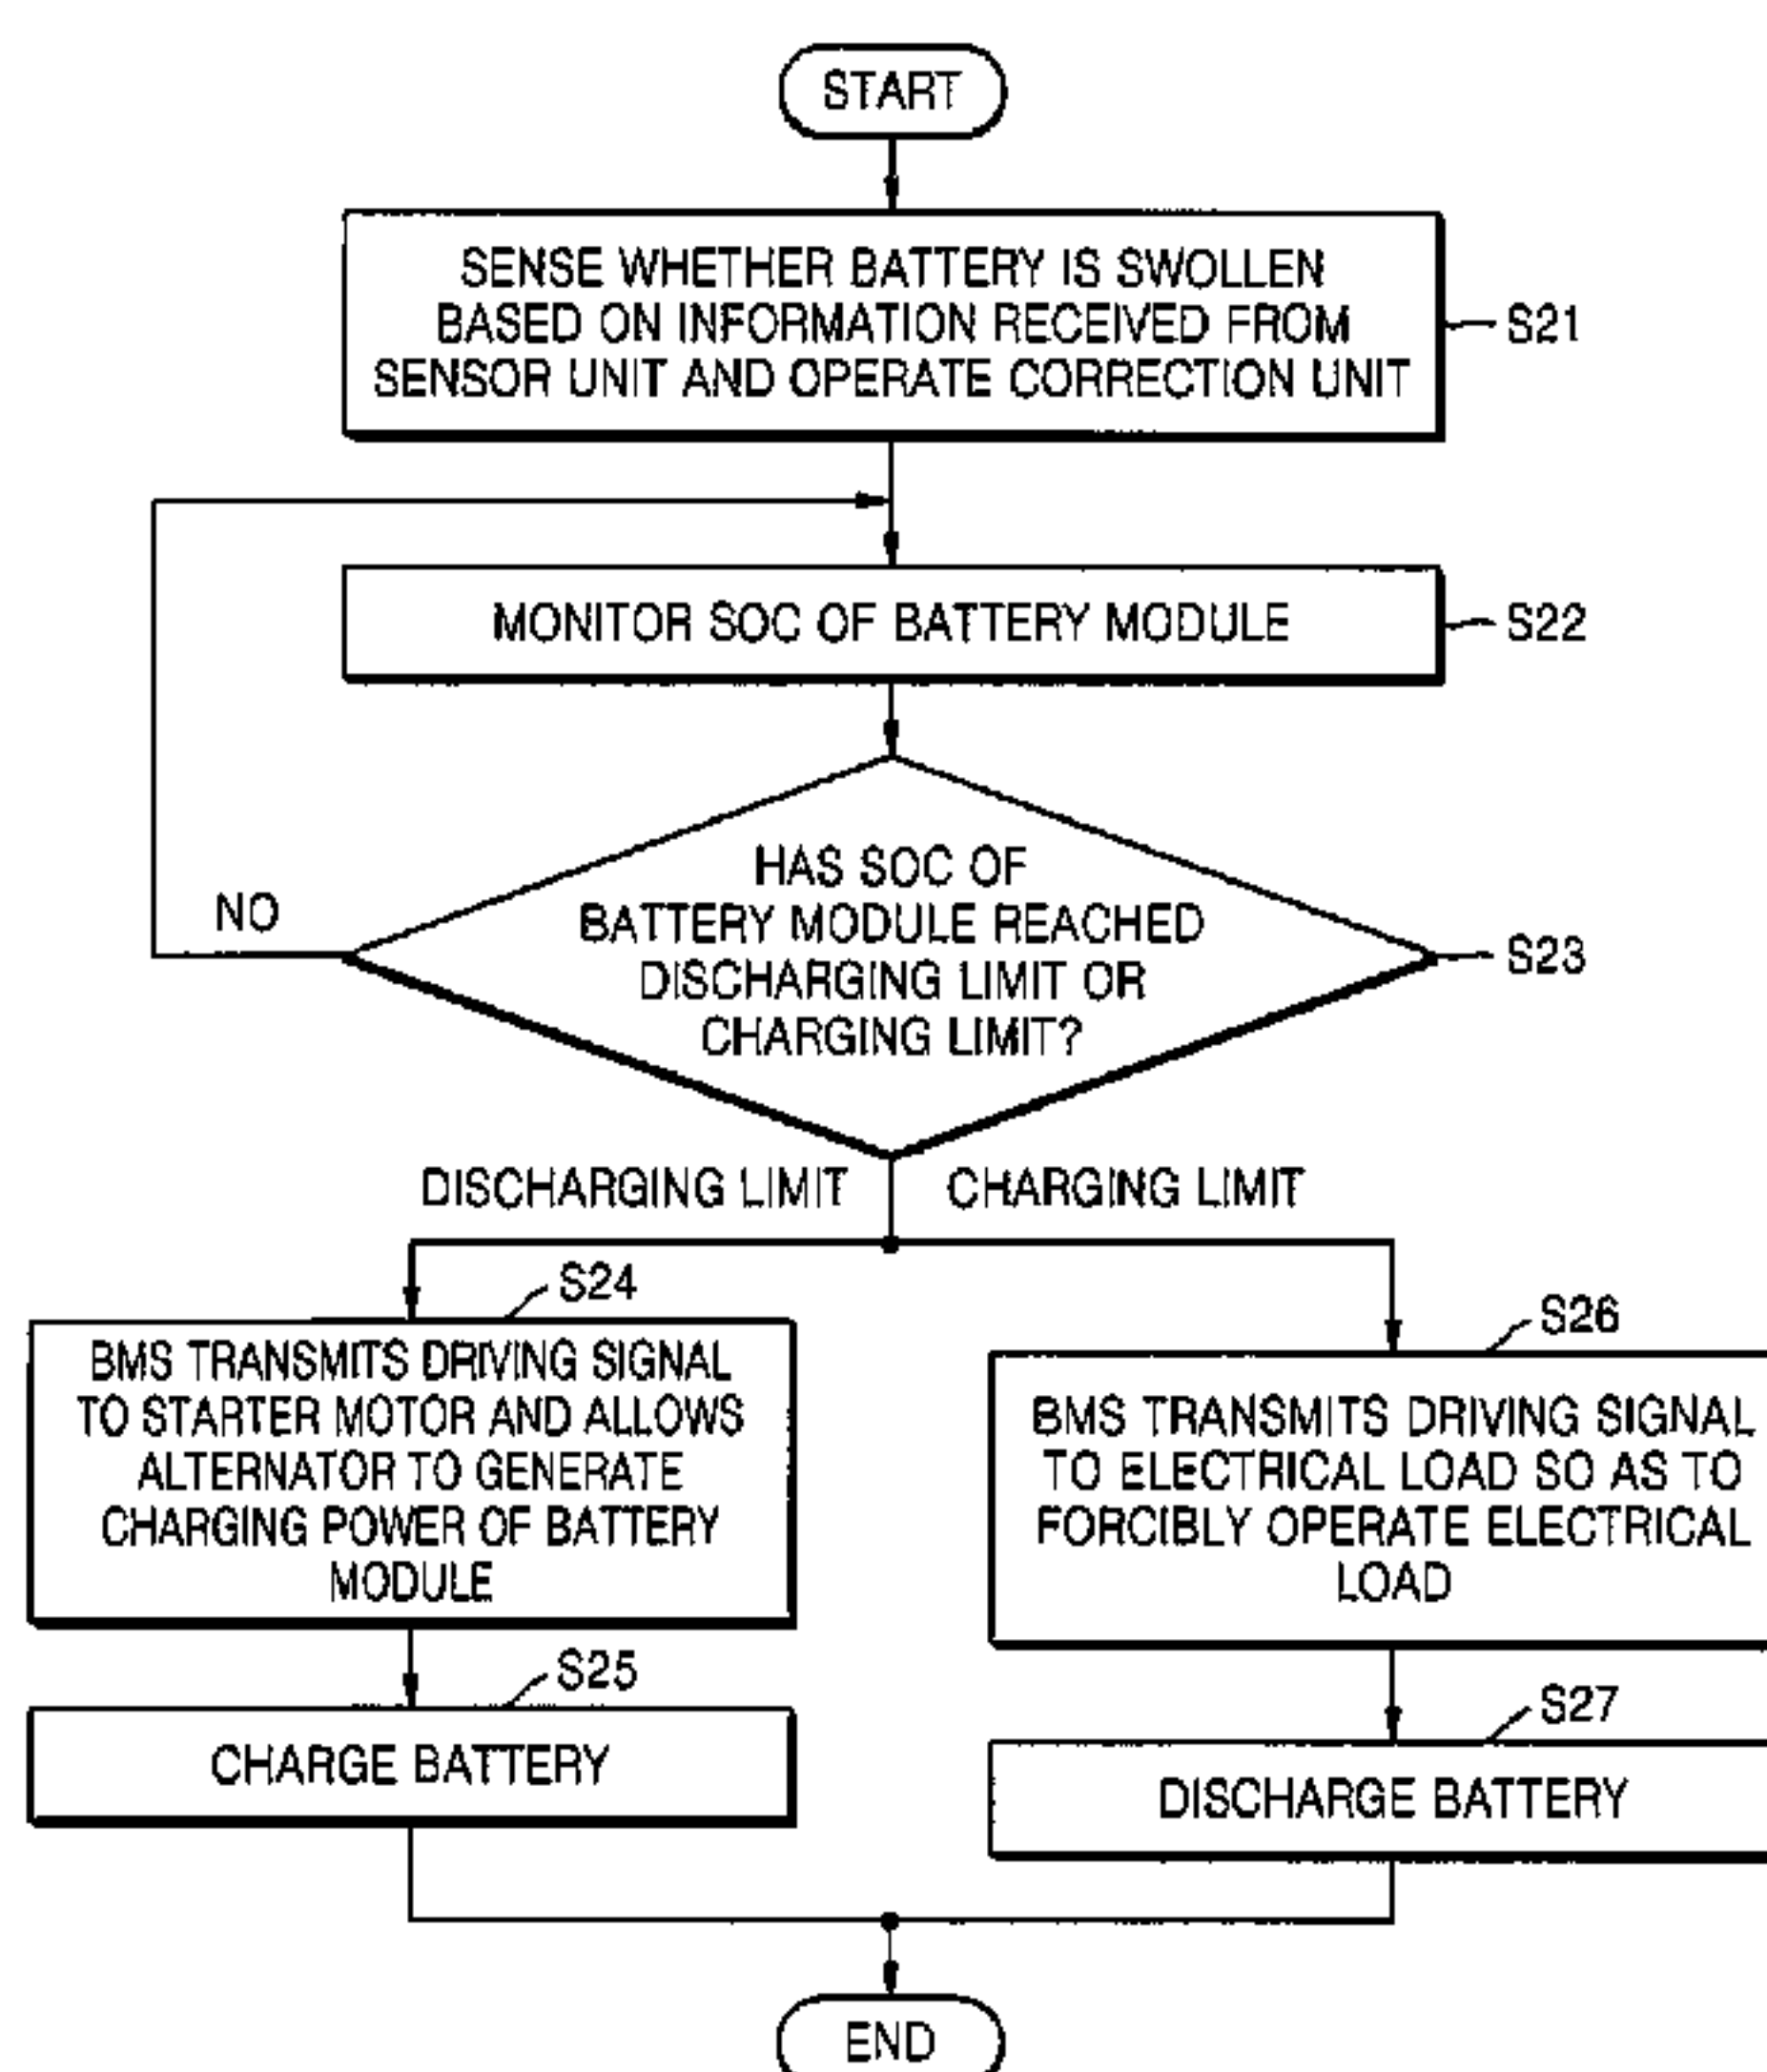 START
SENSE WHETHER BATTERY IS SWOLLEN
BASED ON INFORMATION RECEIVED FROM
SENSOR UNIT AND OPERATE CORRECTION UNIT
S21
MONITOR SOC OF BATTERY MODULE
S22
HAS SOC OF
BATTERY MODULE REACHED
DISCHARGING LIMIT OR
CHARGING LIMIT?
NO
S23
DISCHARGING LIMIT
CHARGING LIMIT
S24
BMS TRANSMITS DRIVING SIGNAL
TO STARTER MOTOR AND ALLOWS
ALTERNATOR TO GENERATE
CHARGING POWER OF BATTERY
MODULE
S26
BMS TRANSMITS DRIVING SIGNAL
TO ELECTRICAL LOAD SO AS TO
FORCIBLY OPERATE ELECTRICAL
LOAD
S25
CHARGE BATTERY
S27
DISCHARGE BATTERY
END